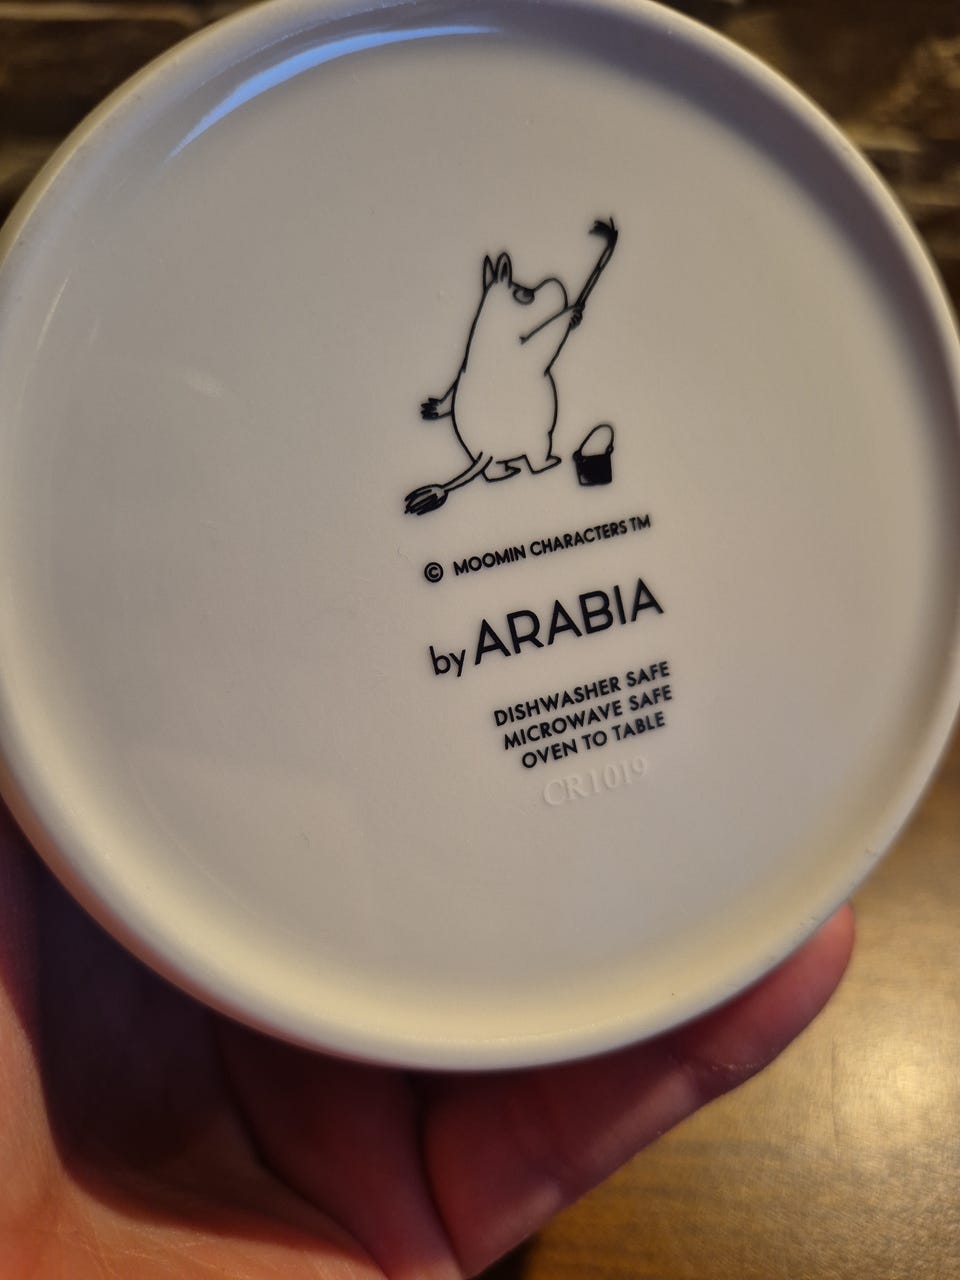 © MOOMIN CHARACTERS TM
by ARABIA
DISHWASHER SAFE
MICROWAVE SAFE
OVEN TO TABLE
CR1019